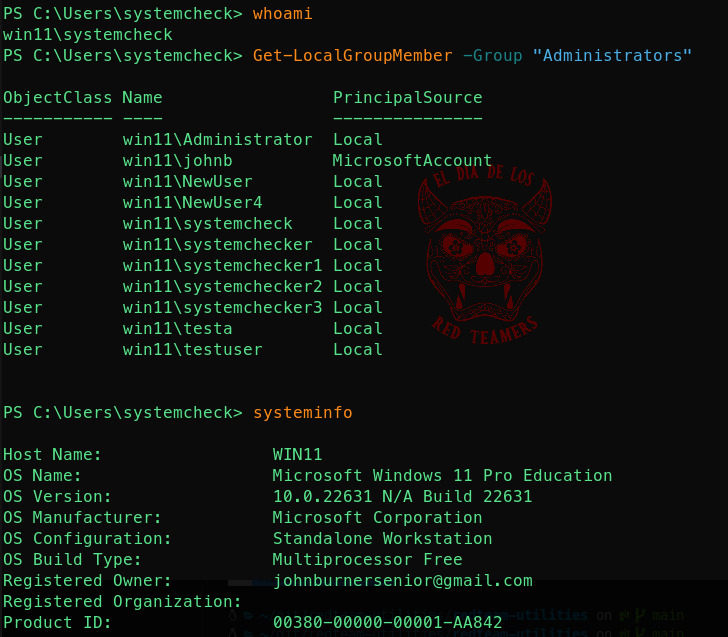 PS C:\Users\systemcheck> whoami
win11\systemcheck
PS C:\Users\systemcheck> Get-LocalGroupMember -Group "Administrators"
ObjectClass Name PrincipalSource
----------- ---- ---------------
User win11\Administrator Local
User win11\johnb MicrosoftAccount
User win11\NewUser Local
User win11\NewUser4 Local
User win11\systemcheck Local
User win11\systemchecker Local
User win11\systemchecker1 Local
User win11\systemchecker2 Local
User win11\systemchecker3 Local
User win11\testa Local
User win11\testuser Local
EL DIA DE LOS
RED TEAMERS
PS C:\Users\systemcheck> systeminfo
Host Name: WIN11
OS Name: Microsoft Windows 11 Pro Education
OS Version: 10.0.22631 N/A Build 22631
OS Manufacturer: Microsoft Corporation
OS Configuration: Standalone Workstation
OS Build Type: Multiprocessor Free
Registered Owner: johnburnersenior@gmail.com
Registered Organization:
Product ID: 00380-00000-00001-AA842